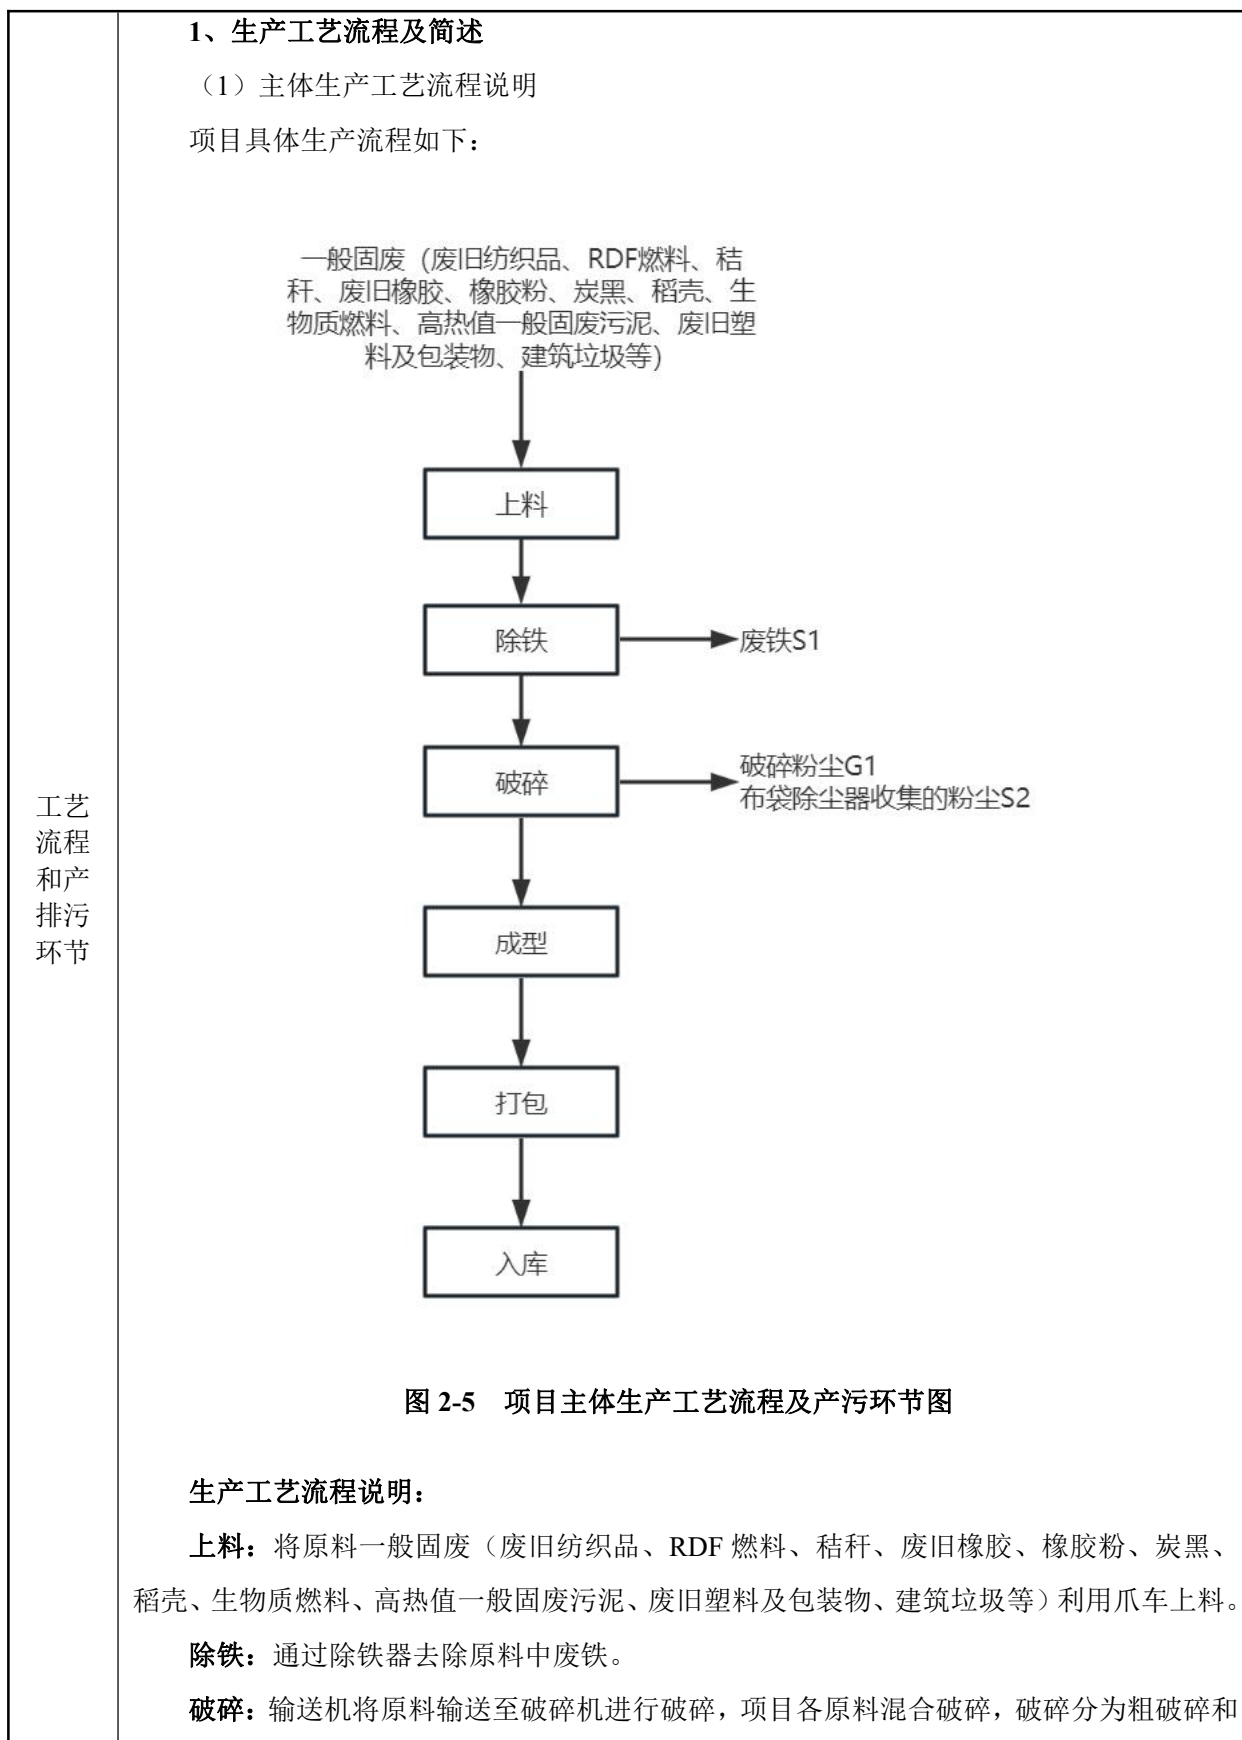 1、生产工艺流程及简述
（1）主体生产工艺流程说明
项目具体生产流程如下：
一般固废（废旧纺织品、RDF燃料、秸
秆、废旧橡胶、橡胶粉、炭黑、稻壳、生
物质燃料、高热值一般固废污泥、废旧塑
料及包装物、建筑垃圾等）
上料
除铁
废铁S1
破碎
破碎粉尘G1
布袋除尘器收集的粉尘S2
成型
打包
入库
工艺
流程
和产
排污
环节
图 2-5 项目主体生产工艺流程及产污环节图
生产工艺流程说明：
上料：将原料一般固废（废旧纺织品、RDF 燃料、秸秆、废旧橡胶、橡胶粉、炭黑、
稻壳、生物质燃料、高热值一般固废污泥、废旧塑料及包装物、建筑垃圾等）利用爪车上料。
除铁：通过除铁器去除原料中废铁。
破碎：输送机将原料输送至破碎机进行破碎，项目各原料混合破碎，破碎分为粗破碎和